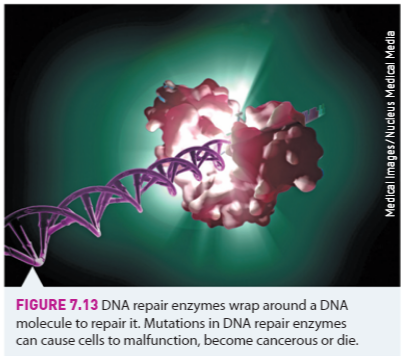 Medical Images/Nucleus Medical Media
FIGURE 7.13 DNA repair enzymes wrap around a DNA
molecule to repair it. Mutations in DNA repair enzymes
can cause cells to malfunction, become cancerous or die.